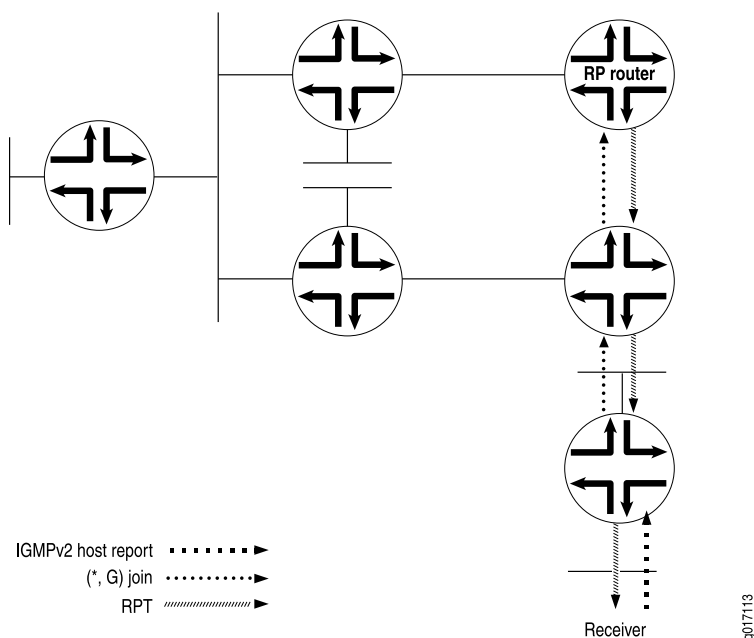 RP router
IGMPv2 host report
(*, G) join
RPT
Receiver
g017113